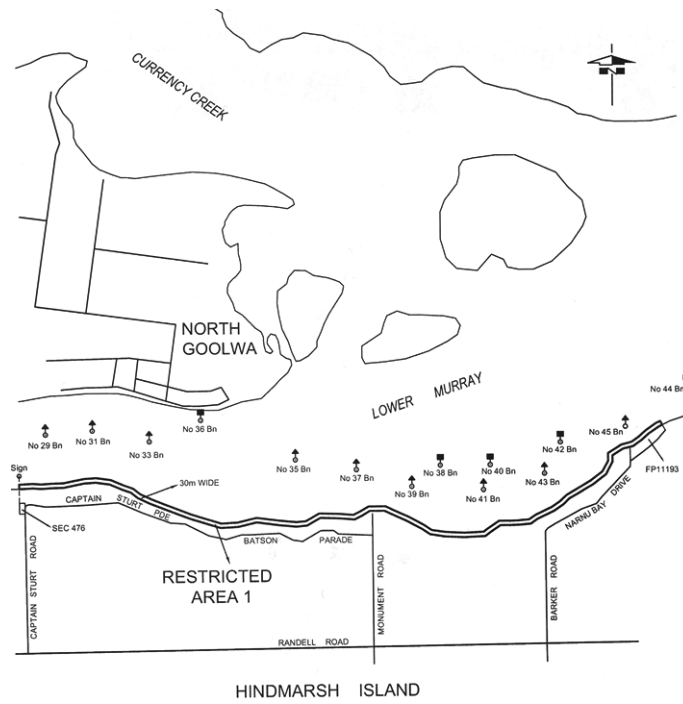 CURRENCY CREEK
N
NORTH
GOOLWA
LOWER MURRAY
No 44 Bn
No 36 Bn
No 29 Bn
No 31 Bn
No 33 Bn
No 45 Bn
No 42 Bn
No 35 Bn
No 37 Bn
No 38 Bn
No 40 Bn
No 43 Bn
No 39 Bn
No 41 Bn
FP11193
Sign
30m WIDE
CAPTAIN STURT PDE
SEC 476
BATSON PARADE
NARNU BAY DRIVE
RESTRICTED
AREA 1
CAPTAIN STURT ROAD
MONUMENT ROAD
BARKER ROAD
RANDELL ROAD
HINDMARSH ISLAND